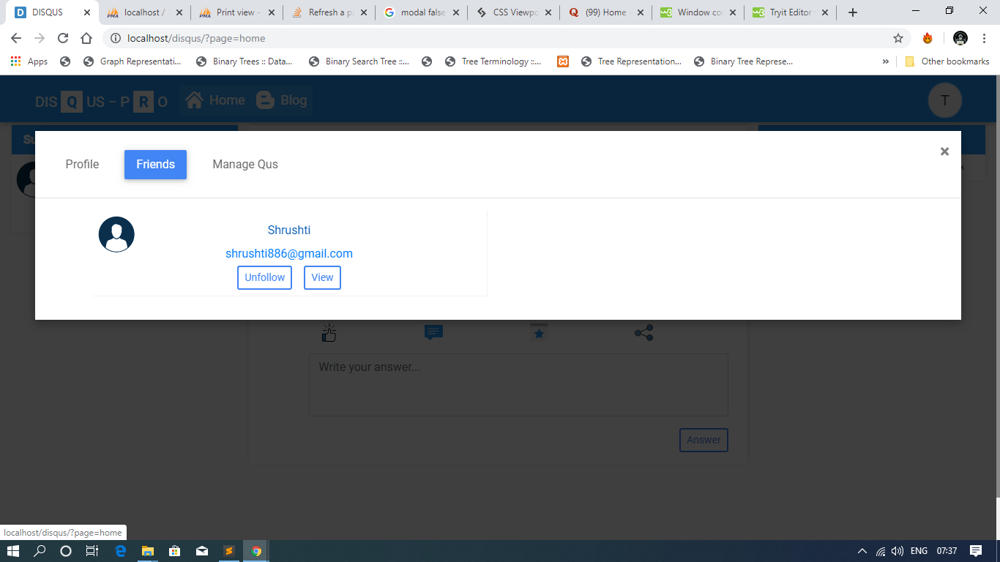 DISQUS
localhost /
Print view -
Refresh a pa
modal false
CSS Viewpo
(99) Home -
Window co
Tryit Editor
localhost/disqus/?page=home
Apps
Graph Representati...
Binary Trees :: Data...
Binary Search Tree ::...
Tree Terminology ::...
Tree Representation...
Binary Tree Represe...
»
Other bookmarks
DIS Q US – P R O
Home
Blog
T
Su
Profile
Friends
Manage Qus
×
Shrushti
shrushti886@gmail.com
Unfollow
View
Write your answer...
Answer
localhost/disqus/?page=home
ENG
07:37